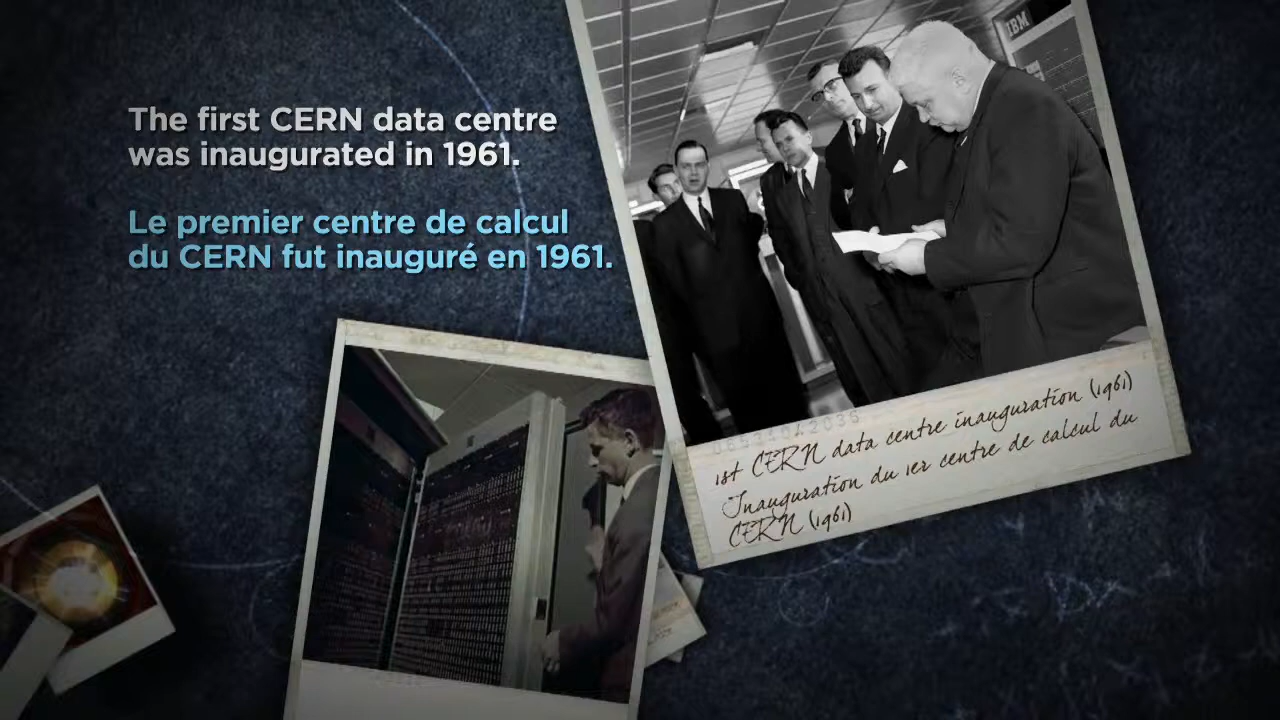 The first CERN data centre
was inaugurated in 1961.
Le premier centre de calcul
du CERN fut inauguré en 1961.
IBM
1st CERN data centre inauguration (1961)
Inauguration du 1er centre de calcul du
CERN (1961)